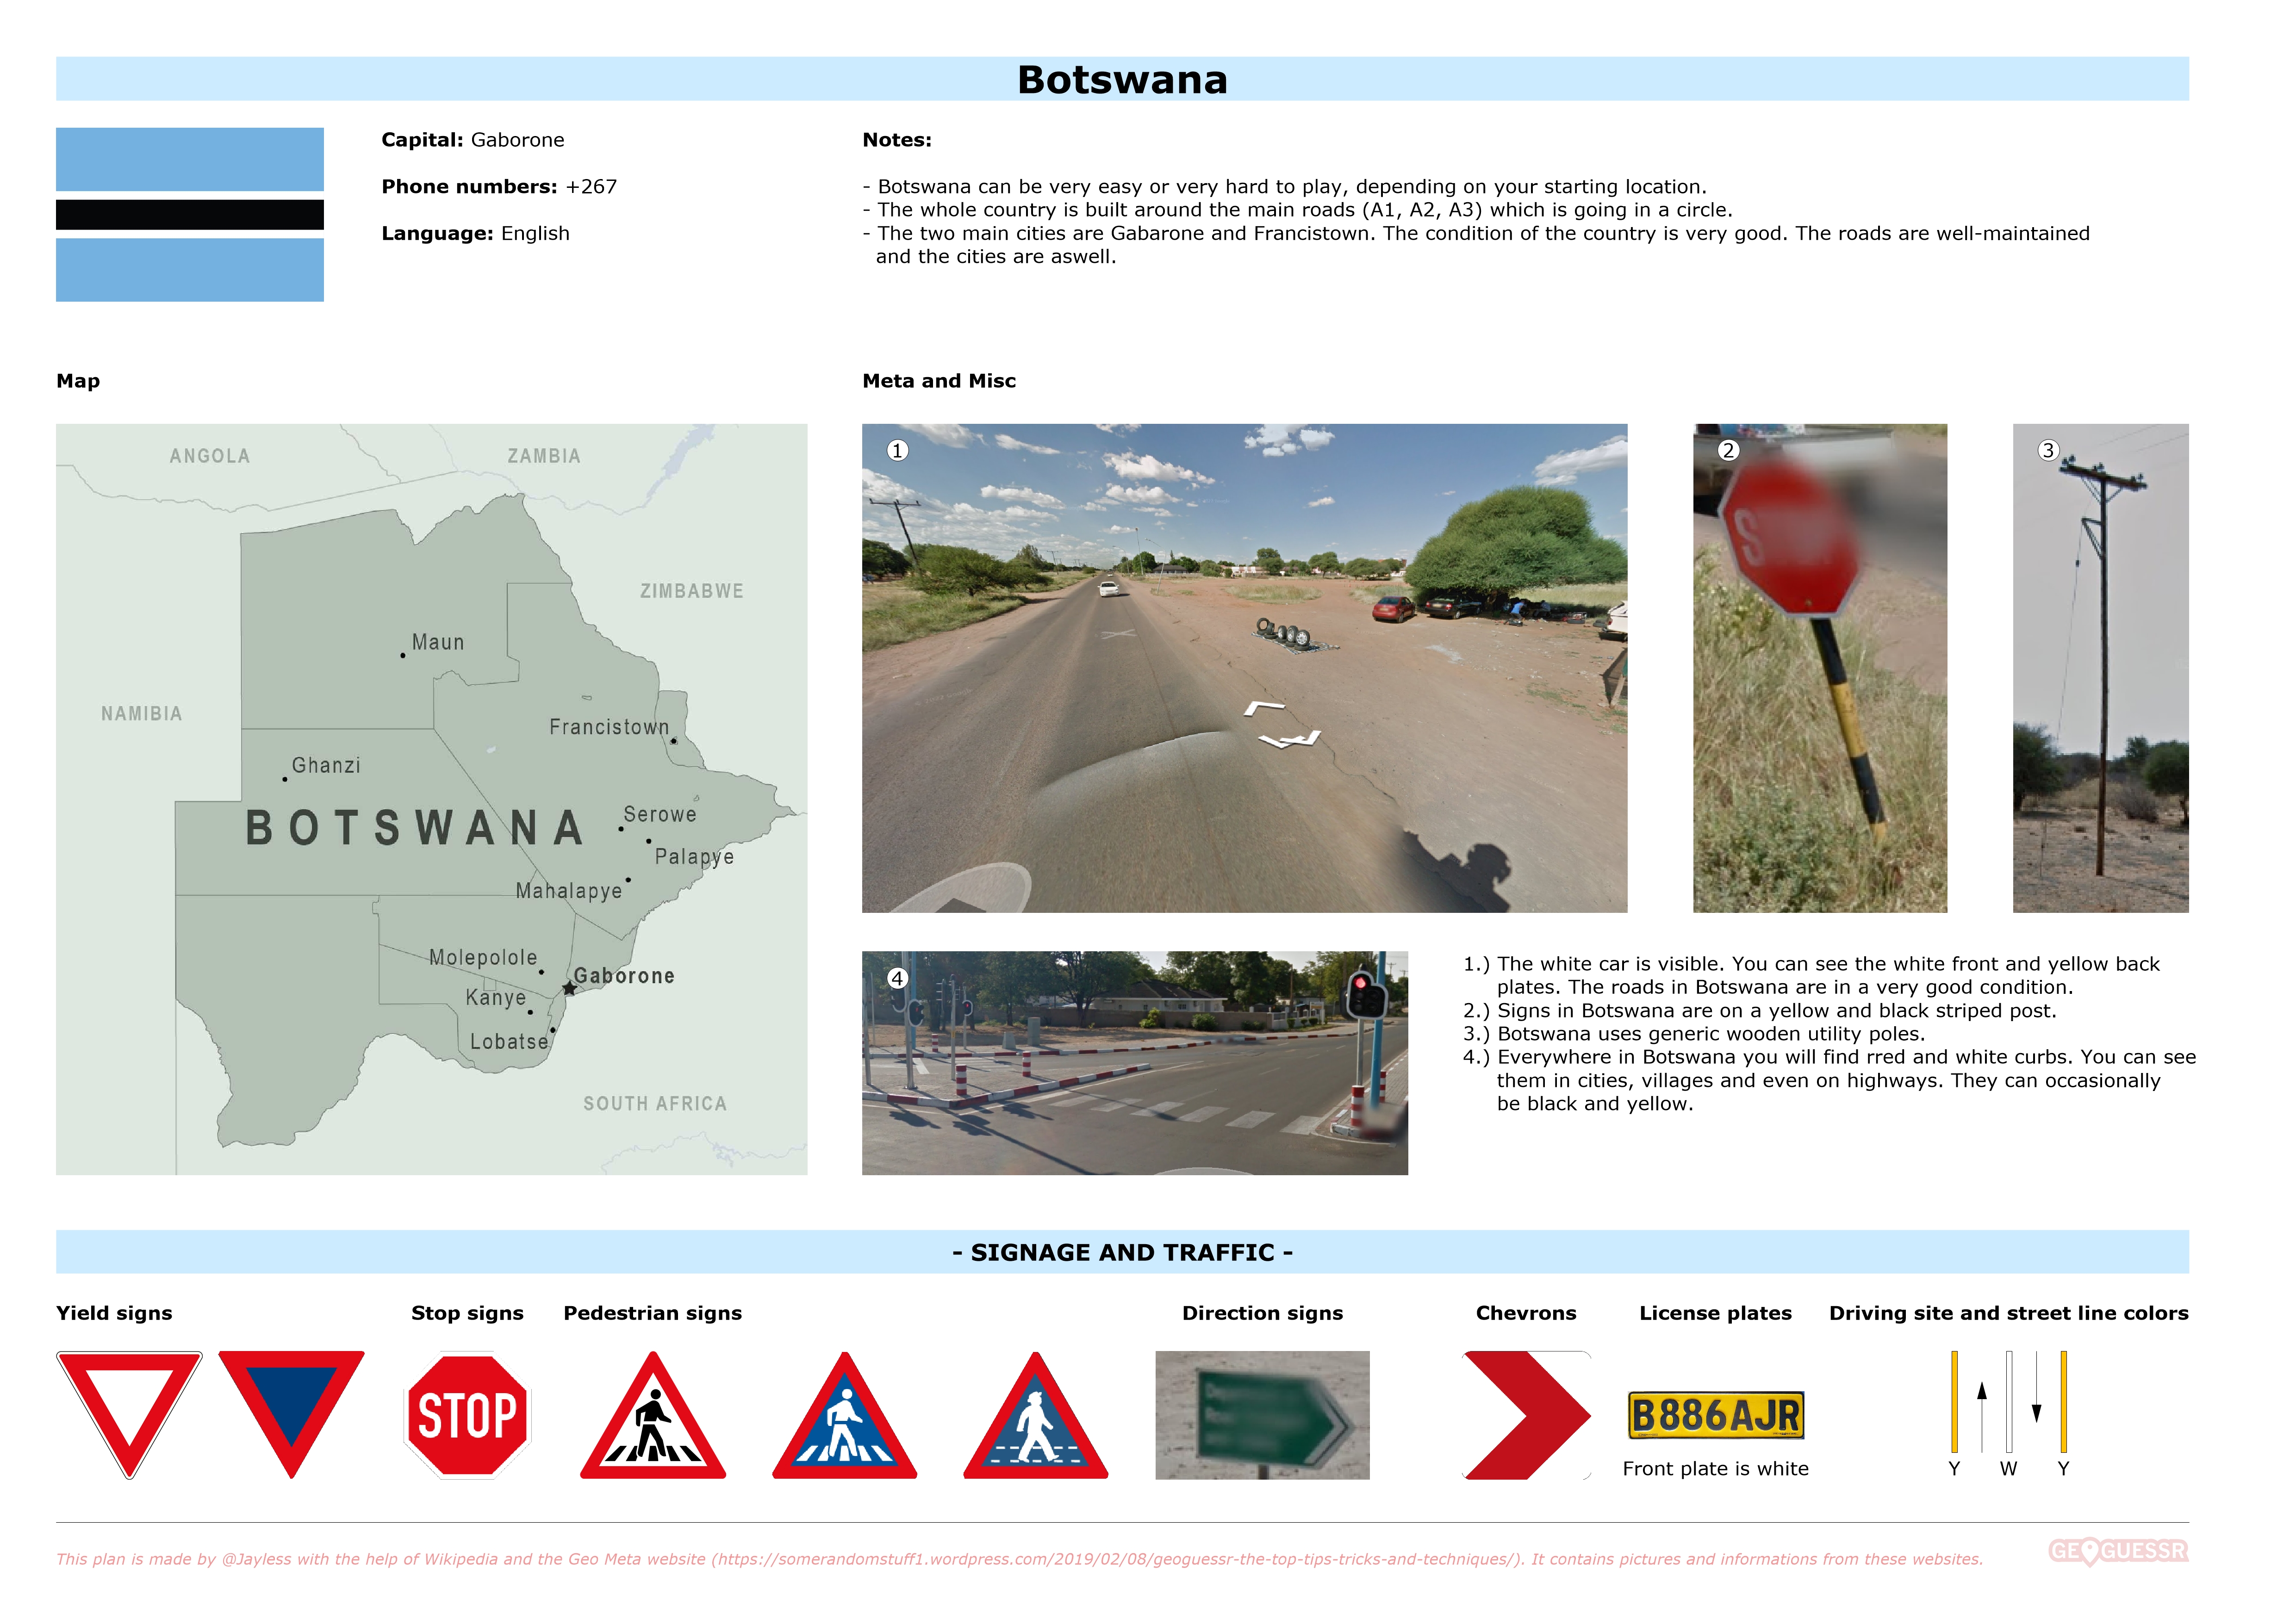 Botswana
Capital: Gaborone
Phone numbers: +267
Language: English
Notes:
- Botswana can be very easy or very hard to play, depending on your starting location.
- The whole country is built around the main roads (A1, A2, A3) which is going in a circle.
- The two main cities are Gabarone and Francistown. The condition of the country is very good. The roads are well-maintained
and the cities are aswell.
Map
ANGOLA
ZAMBIA
ZIMBABWE
Maun
NAMIBIA
Francistown
Ghanzi
BOTSWANA
Serowe
Palapye
Mahalapye
Molepolole
Gaborone
Kanye
Lobatse
SOUTH AFRICA
Meta and Misc
1
2
STOP
3
4
1.) The white car is visible. You can see the white front and yellow back
plates. The roads in Botswana are in a very good condition.
2.) Signs in Botswana are on a yellow and black striped post.
3.) Botswana uses generic wooden utility poles.
4.) Everywhere in Botswana you will find rred and white curbs. You can see
them in cities, villages and even on highways. They can occasionally
be black and yellow.
- SIGNAGE AND TRAFFIC -
Yield signs
Stop signs
STOP
Pedestrian signs
Direction signs
Chevrons
License plates
B886AJR
Front plate is white
Driving site and street line colors
Y W Y
This plan is made by @Jayless with the help of Wikipedia and the Geo Meta website (https://somerandomstuff1.wordpress.com/2019/02/08/geoguessr-the-top-tips-tricks-and-techniques/). It contains pictures and informations from these websites.
GEOGUESSR